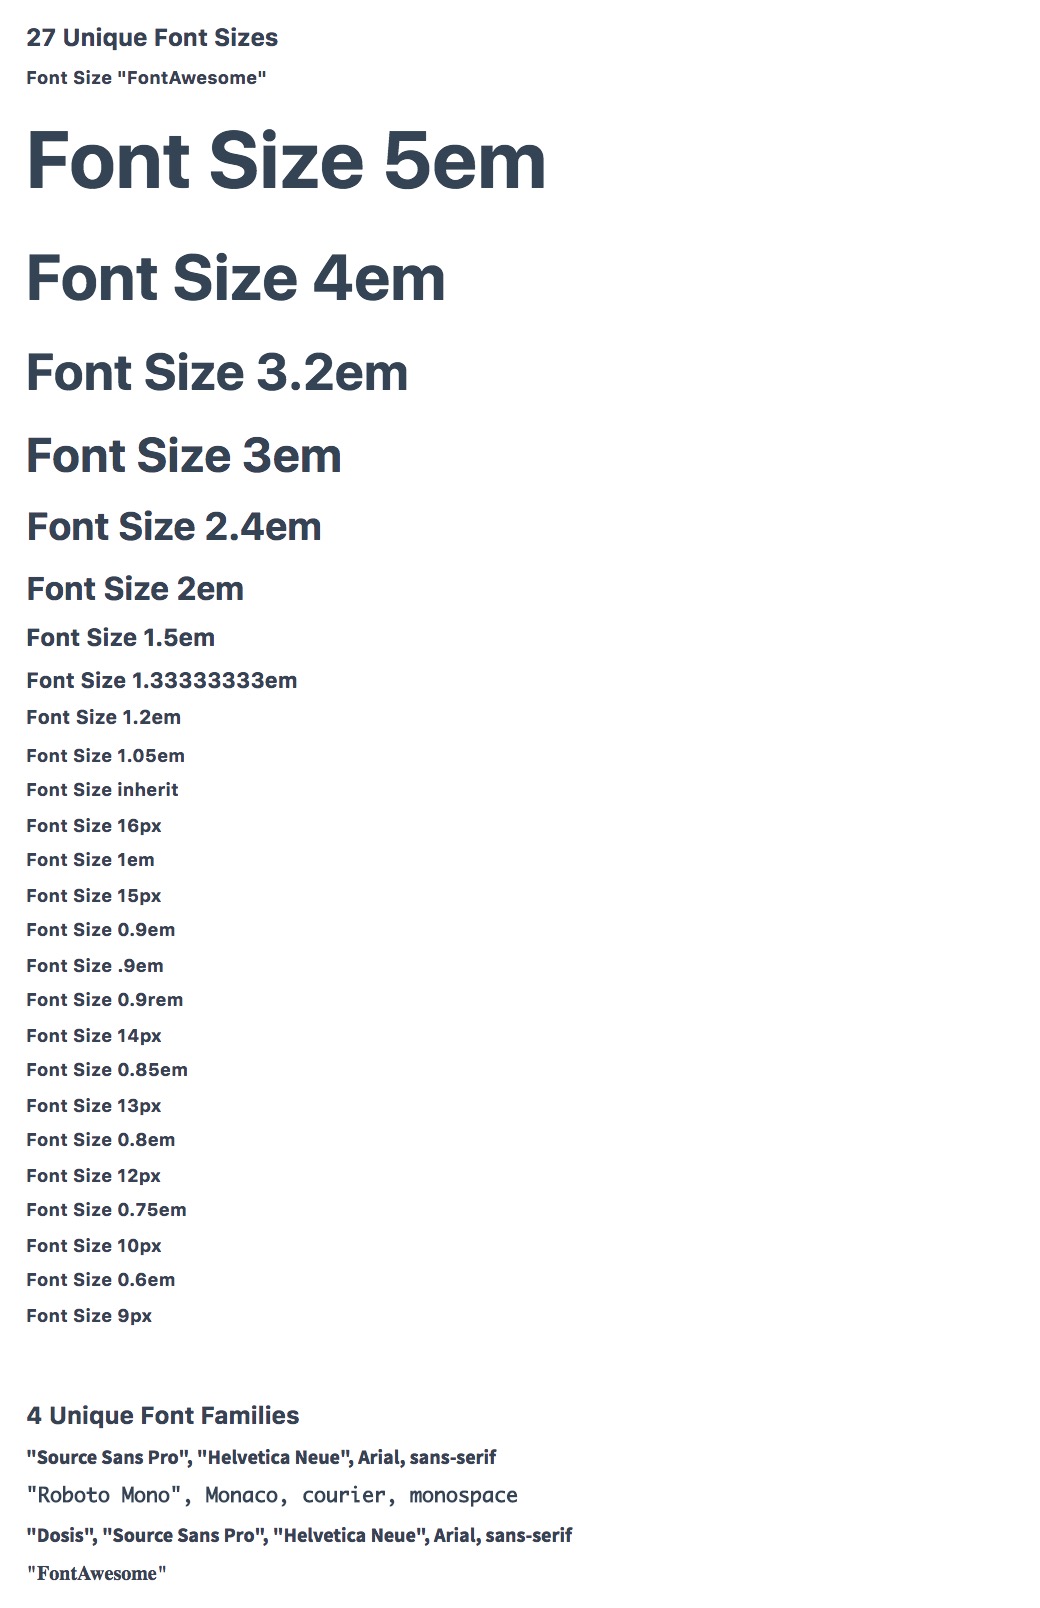 27 Unique Font Sizes
Font Size "FontAwesome"
Font Size 5em
Font Size 4em
Font Size 3.2em
Font Size 3em
Font Size 2.4em
Font Size 2em
Font Size 1.5em
Font Size 1.33333333em
Font Size 1.2em
Font Size 1.05em
Font Size inherit
Font Size 16px
Font Size 1em
Font Size 15px
Font Size 0.9em
Font Size .9em
Font Size 0.9rem
Font Size 14px
Font Size 0.85em
Font Size 13px
Font Size 0.8em
Font Size 12px
Font Size 0.75em
Font Size 10px
Font Size 0.6em
Font Size 9px
4 Unique Font Families
"Source Sans Pro", "Helvetica Neue", Arial, sans-serif
"Roboto Mono", Monaco, courier, monospace
"Dosis", "Source Sans Pro", "Helvetica Neue", Arial, sans-serif
"FontAwesome"